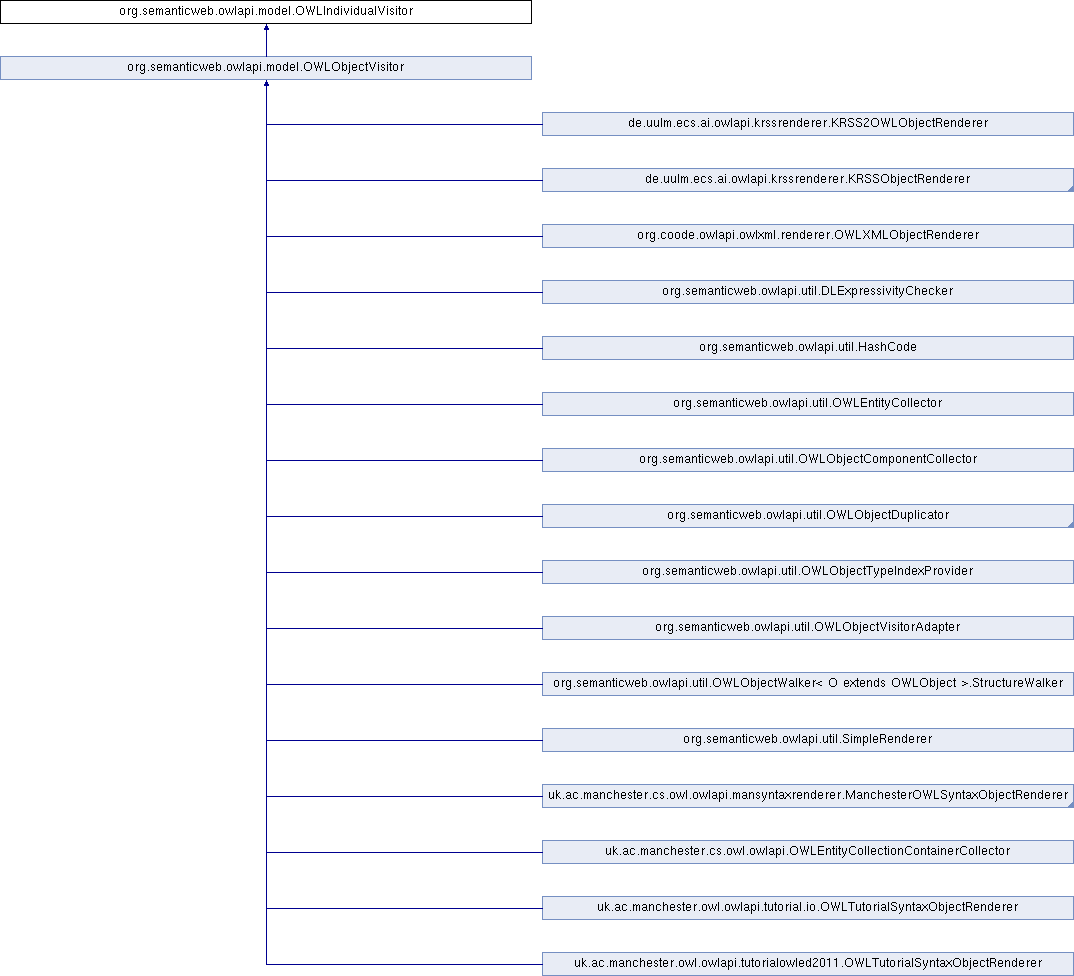 org.semanticweb.owlapi.model.OWLIndividualVisitor
org.semanticweb.owlapi.model.OWLObjectVisitor
de.uulm.ecs.ai.owlapi.krssrenderer.KRSS2OWLObjectRenderer
de.uulm.ecs.ai.owlapi.krssrenderer.KRSSObjectRenderer
org.coode.owlapi.owlxml.renderer.OWLXMLObjectRenderer
org.semanticweb.owlapi.util.DLExpressivityChecker
org.semanticweb.owlapi.util.HashCode
org.semanticweb.owlapi.util.OWLEntityCollector
org.semanticweb.owlapi.util.OWLObjectComponentCollector
org.semanticweb.owlapi.util.OWLObjectDuplicator
org.semanticweb.owlapi.util.OWLObjectTypeIndexProvider
org.semanticweb.owlapi.util.OWLObjectVisitorAdapter
org.semanticweb.owlapi.util.OWLObjectWalker< O extends OWLObject >.StructureWalker
org.semanticweb.owlapi.util.SimpleRenderer
uk.ac.manchester.cs.owl.owlapi.mansyntaxrenderer.ManchesterOWLSyntaxObjectRenderer
uk.ac.manchester.cs.owl.owlapi.OWLEntityCollectionContainerCollector
uk.ac.manchester.owl.owlapi.tutorial.io.OWLTutorialSyntaxObjectRenderer
uk.ac.manchester.owl.owlapi.tutorialowled2011.OWLTutorialSyntaxObjectRenderer